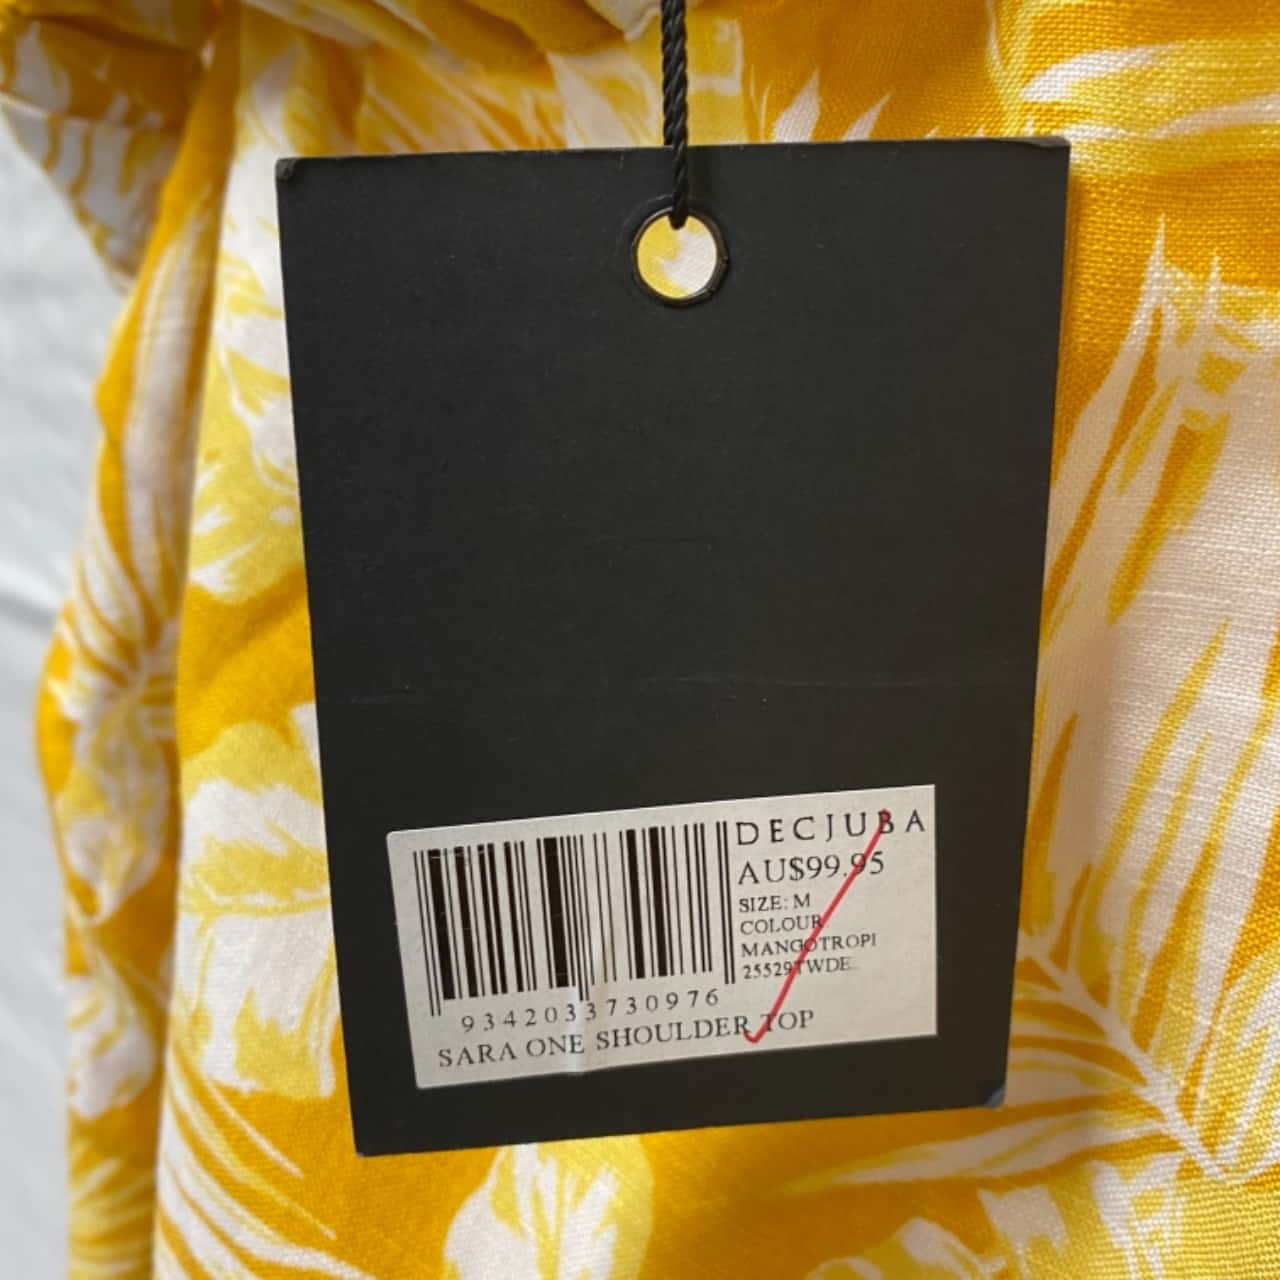 DECJUBA
AU$99.95
SIZE: M
COLOUR
MANGOTROPI
25529TWDE
9342033730976
SARA ONE SHOULDER TOP